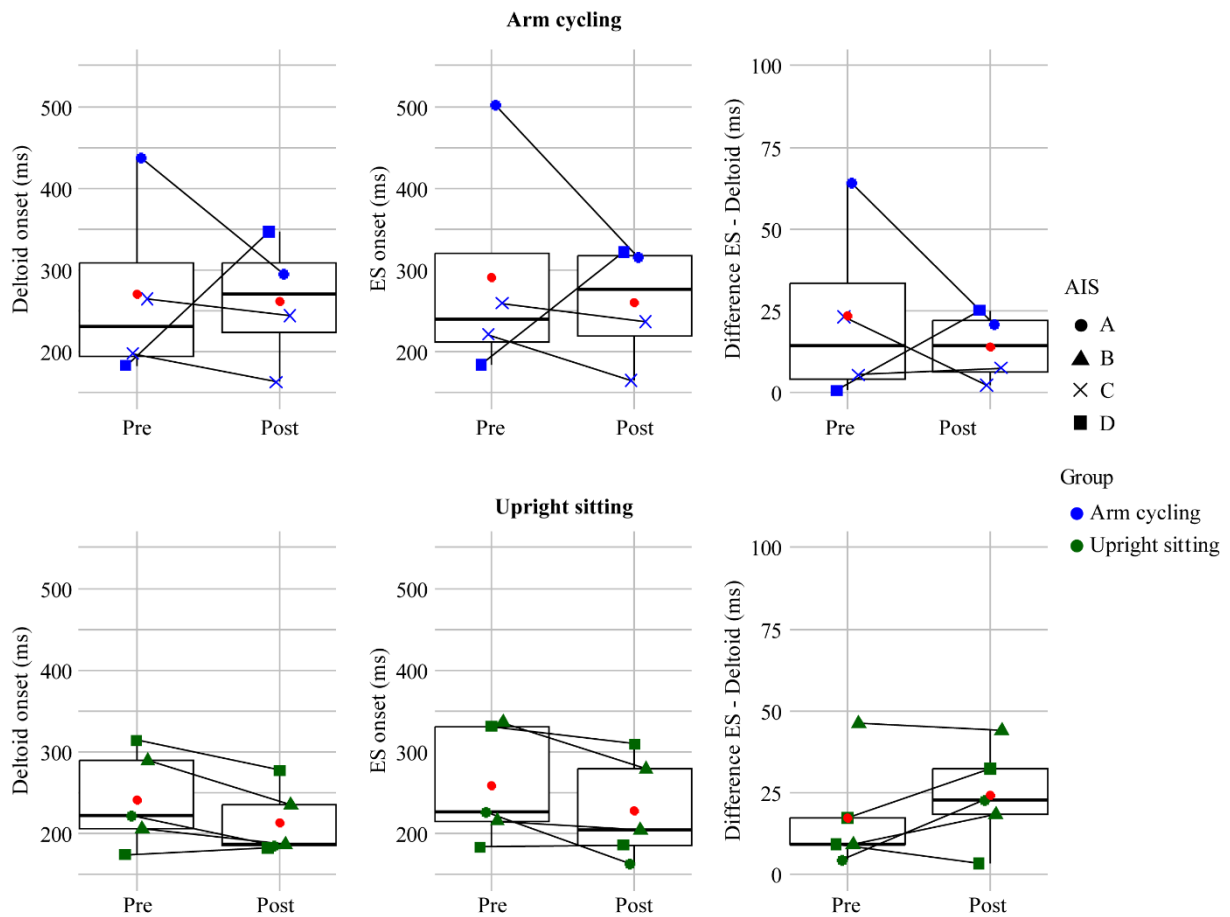 Arm cycling
Deltoid onset (ms)
500
400
300
200
Pre Post
ES onset (ms)
500
400
300
200
Pre Post
Difference ES - Deltoid (ms)
100
75
50
25
0
Pre Post
AIS
A
B
C
D
Group
Arm cycling
Upright sitting
Upright sitting
Deltoid onset (ms)
500
400
300
200
Pre Post
ES onset (ms)
500
400
300
200
Pre Post
Difference ES - Deltoid (ms)
100
75
50
25
0
Pre Post